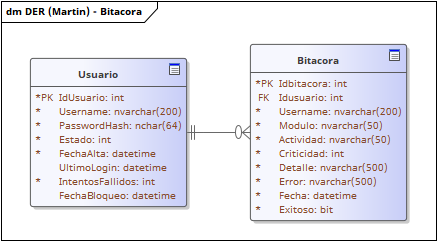 dm DER (Martin) - Bitacora
Usuario
*PK IdUsuario: int
* Username: nvarchar(200)
* PasswordHash: nchar(64)
* Estado: int
* FechaAlta: datetime
UltimoLogin: datetime
* IntentosFallidos: int
FechaBloqueo: datetime
Bitacora
*PK Idbitacora: int
FK Idusuario: int
* Username: nvarchar(200)
* Modulo: nvarchar(50)
* Actividad: nvarchar(50)
* Criticidad: int
* Detalle: nvarchar(500)
* Error: nvarchar(500)
* Fecha: datetime
* Exitoso: bit